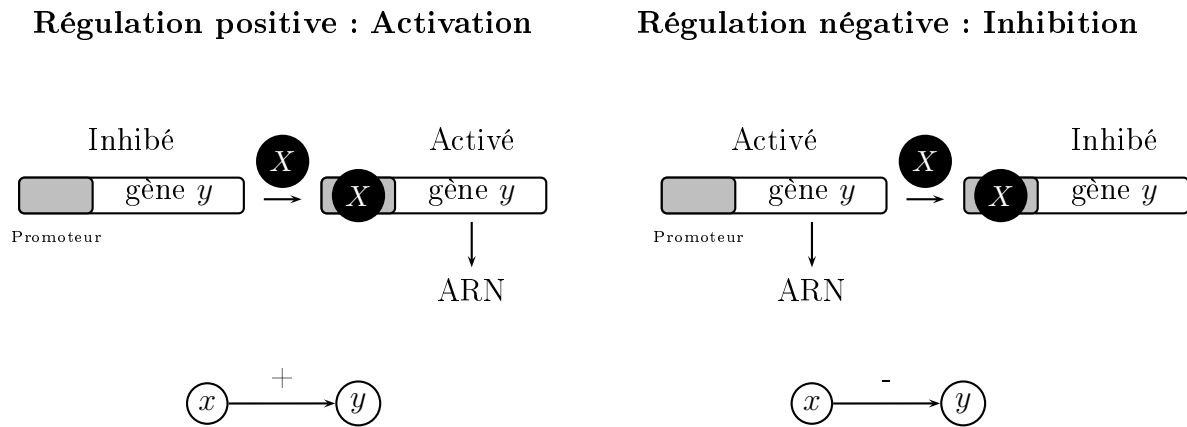 Régulation positive : Activation
Inhibé
X
Activé
gène y
X
gène y
Promoteur
ARN
+
x
y
Régulation négative : Inhibition
Activé
X
Inhibé
gène y
X
gène y
Promoteur
ARN
-
x
y